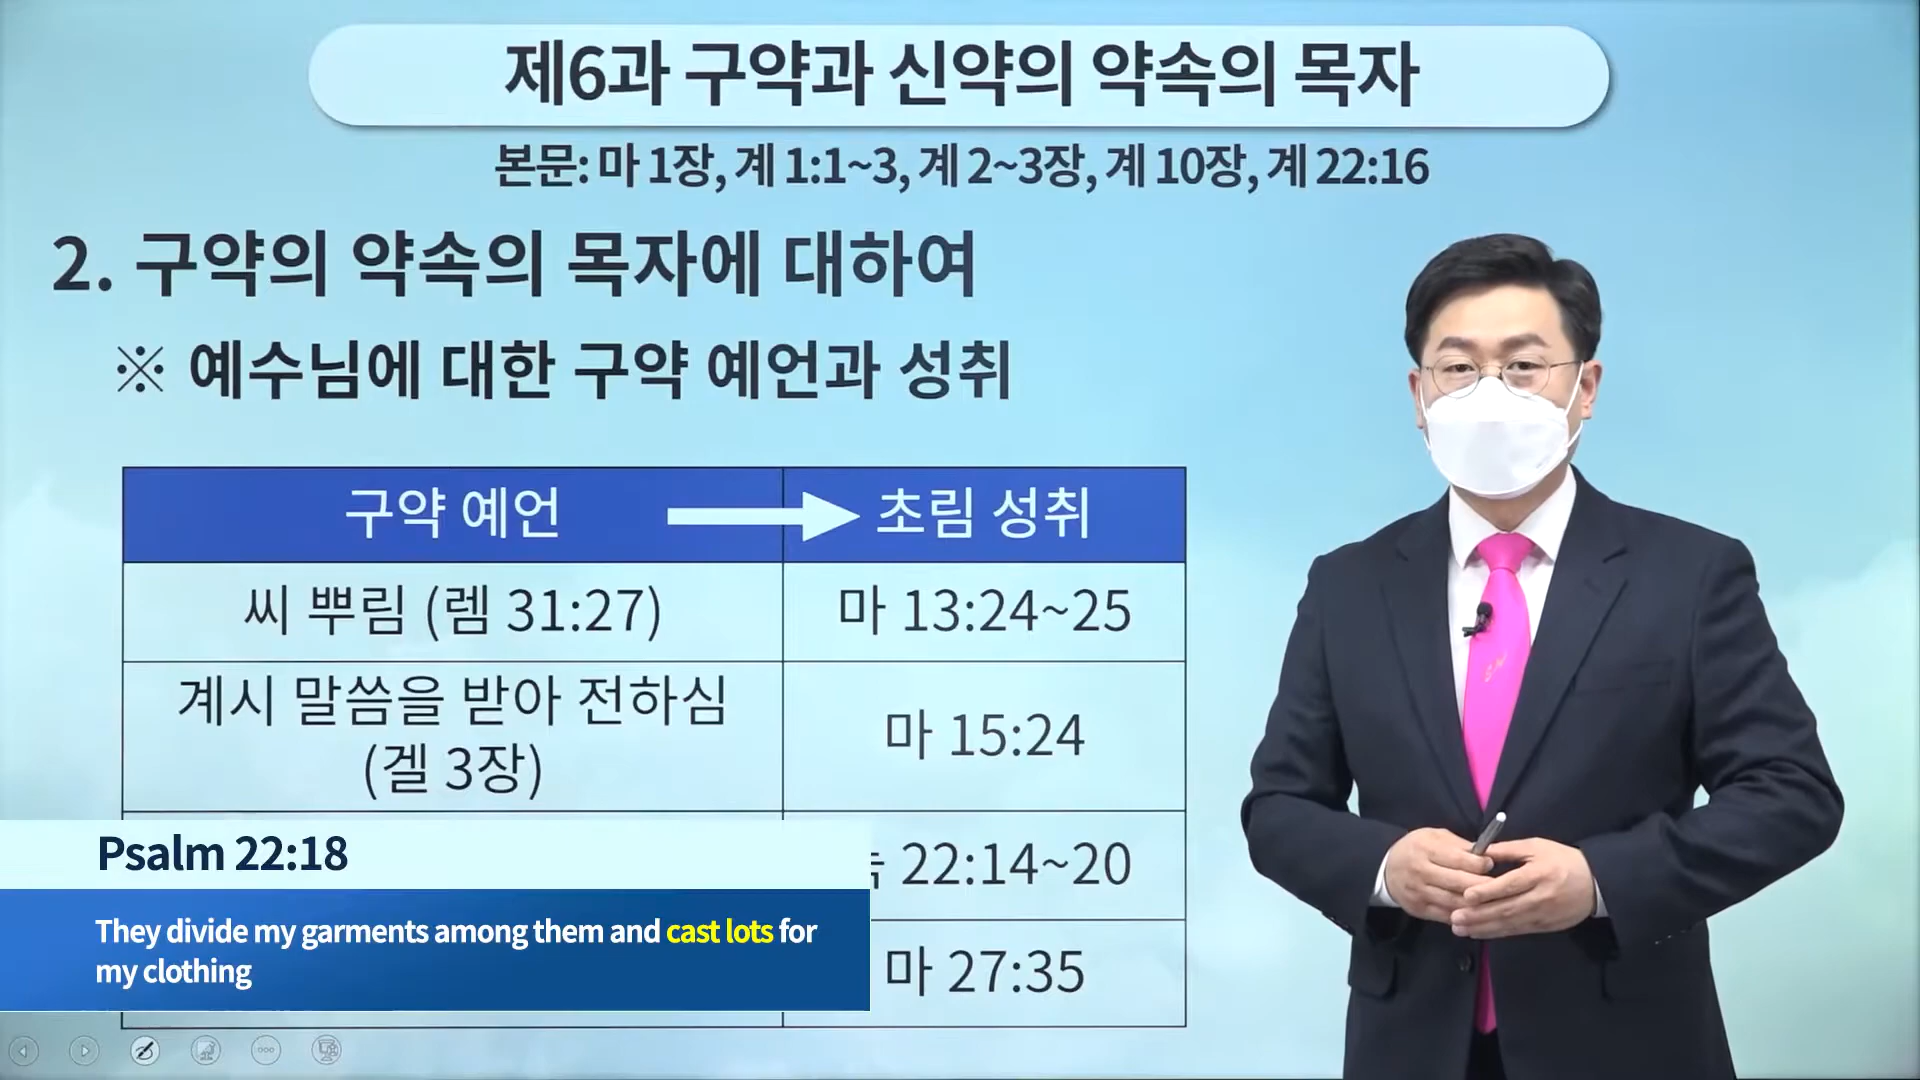 제6과 구약과 신약의 약속의 목자
본문: 마 1장, 계 1:1~3, 계 2~3장, 계 10장, 계 22:16
2. 구약의 약속의 목자에 대하여
※ 예수님에 대한 구약 예언과 성취
구약 예언 초림 성취
씨 뿌림 (렘 31:27) 마 13:24~25
계시 말씀을 받아 전하심
(겔 3장)
마 15:24
22:14~20
마 27:35
Psalm 22:18
They divide my garments among them and cast lots for
my clothing